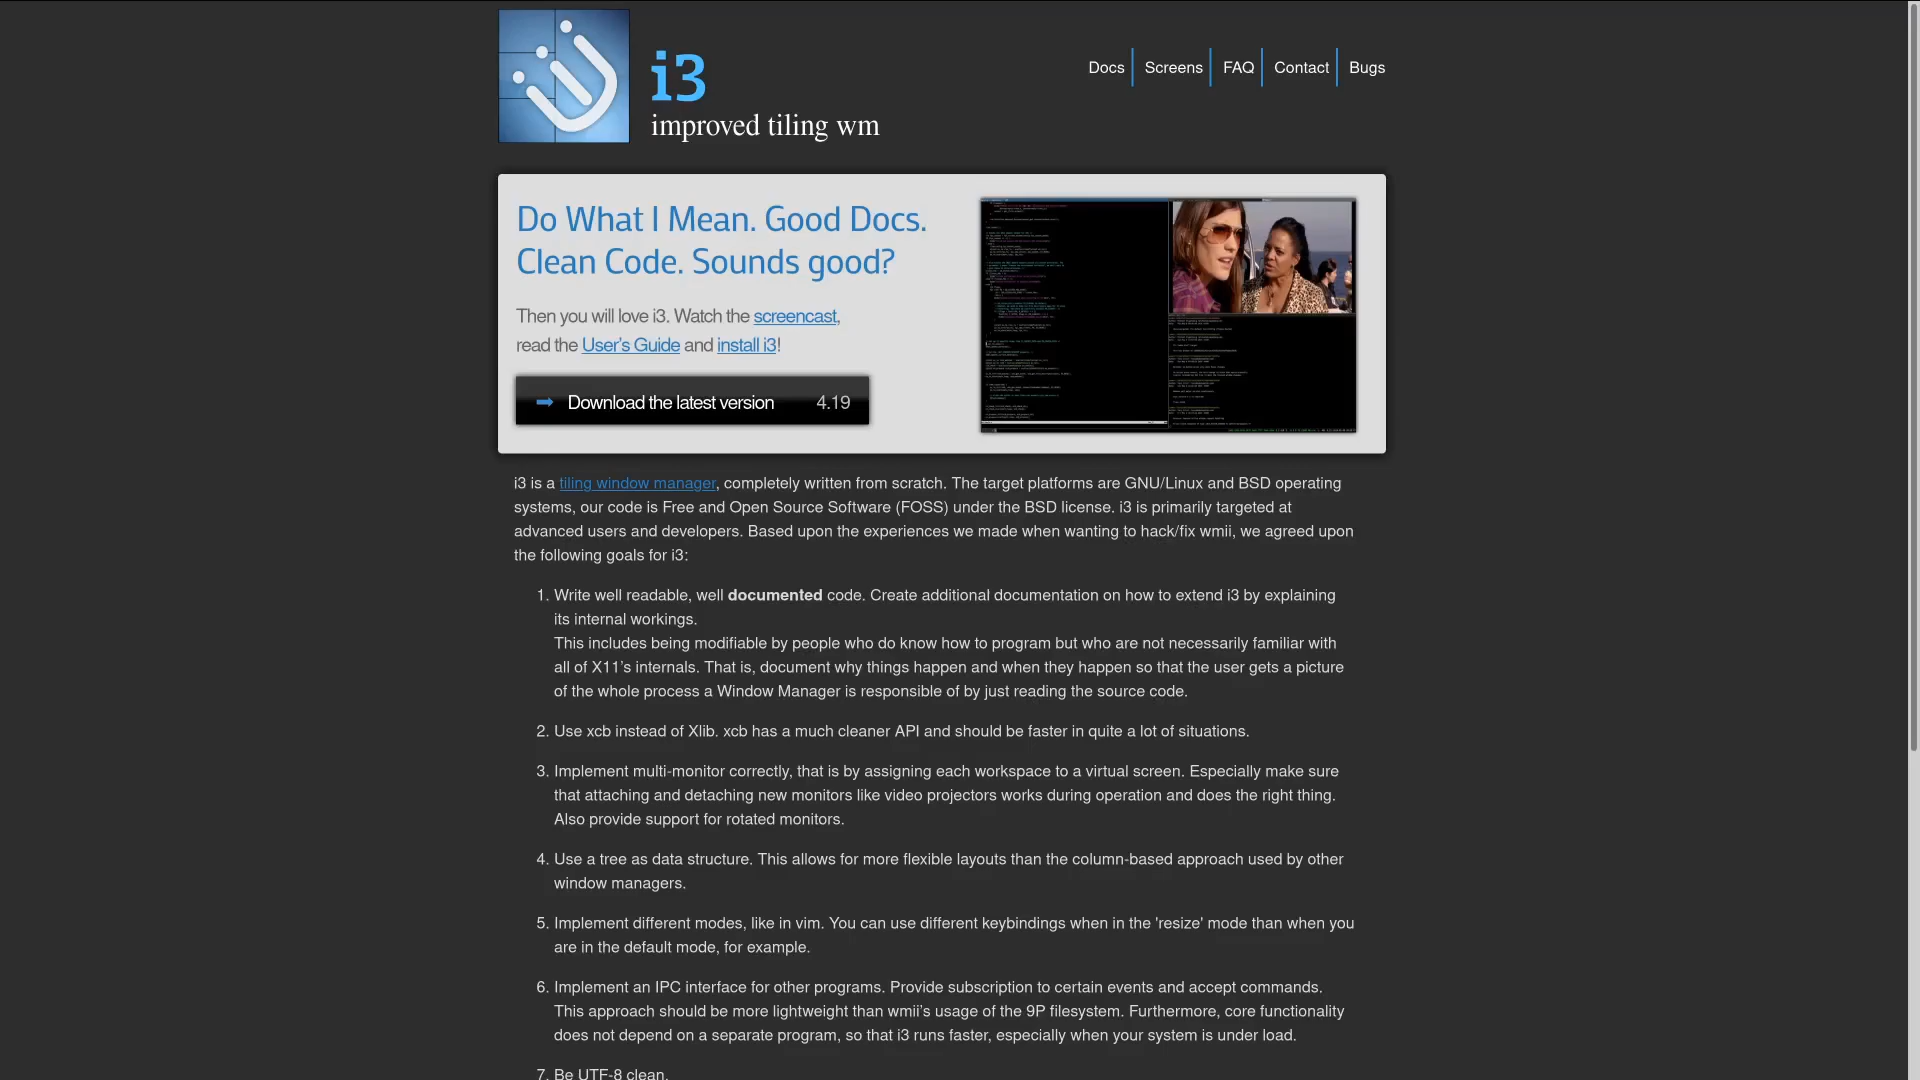 i3
improved tiling wm
Docs
Screens
FAQ
Contact
Bugs
Do What I Mean. Good Docs.
Clean Code. Sounds good?
Then you will love i3. Watch the screencast,
read the User’s Guide and install i3!
Download the latest version 4.19
i3 is a tiling window manager, completely written from scratch. The target platforms are GNU/Linux and BSD operating
systems, our code is Free and Open Source Software (FOSS) under the BSD license. i3 is primarily targeted at
advanced users and developers. Based upon the experiences we made when wanting to hack/fix wmii, we agreed upon
the following goals for i3:
1. Write well readable, well documented code. Create additional documentation on how to extend i3 by explaining
its internal workings.
This includes being modifiable by people who do know how to program but who are not necessarily familiar with
all of X11’s internals. That is, document why things happen and when they happen so that the user gets a picture
of the whole process a Window Manager is responsible of by just reading the source code.
2. Use xcb instead of Xlib. xcb has a much cleaner API and should be faster in quite a lot of situations.
3. Implement multi-monitor correctly, that is by assigning each workspace to a virtual screen. Especially make sure
that attaching and detaching new monitors like video projectors works during operation and does the right thing.
Also provide support for rotated monitors.
4. Use a tree as data structure. This allows for more flexible layouts than the column-based approach used by other
window managers.
5. Implement different modes, like in vim. You can use different keybindings when in the 'resize' mode than when you
are in the default mode, for example.
6. Implement an IPC interface for other programs. Provide subscription to certain events and accept commands.
This approach should be more lightweight than wmii’s usage of the 9P filesystem. Furthermore, core functionality
does not depend on a separate program, so that i3 runs faster, especially when your system is under load.
7. Be UTF-8 clean.